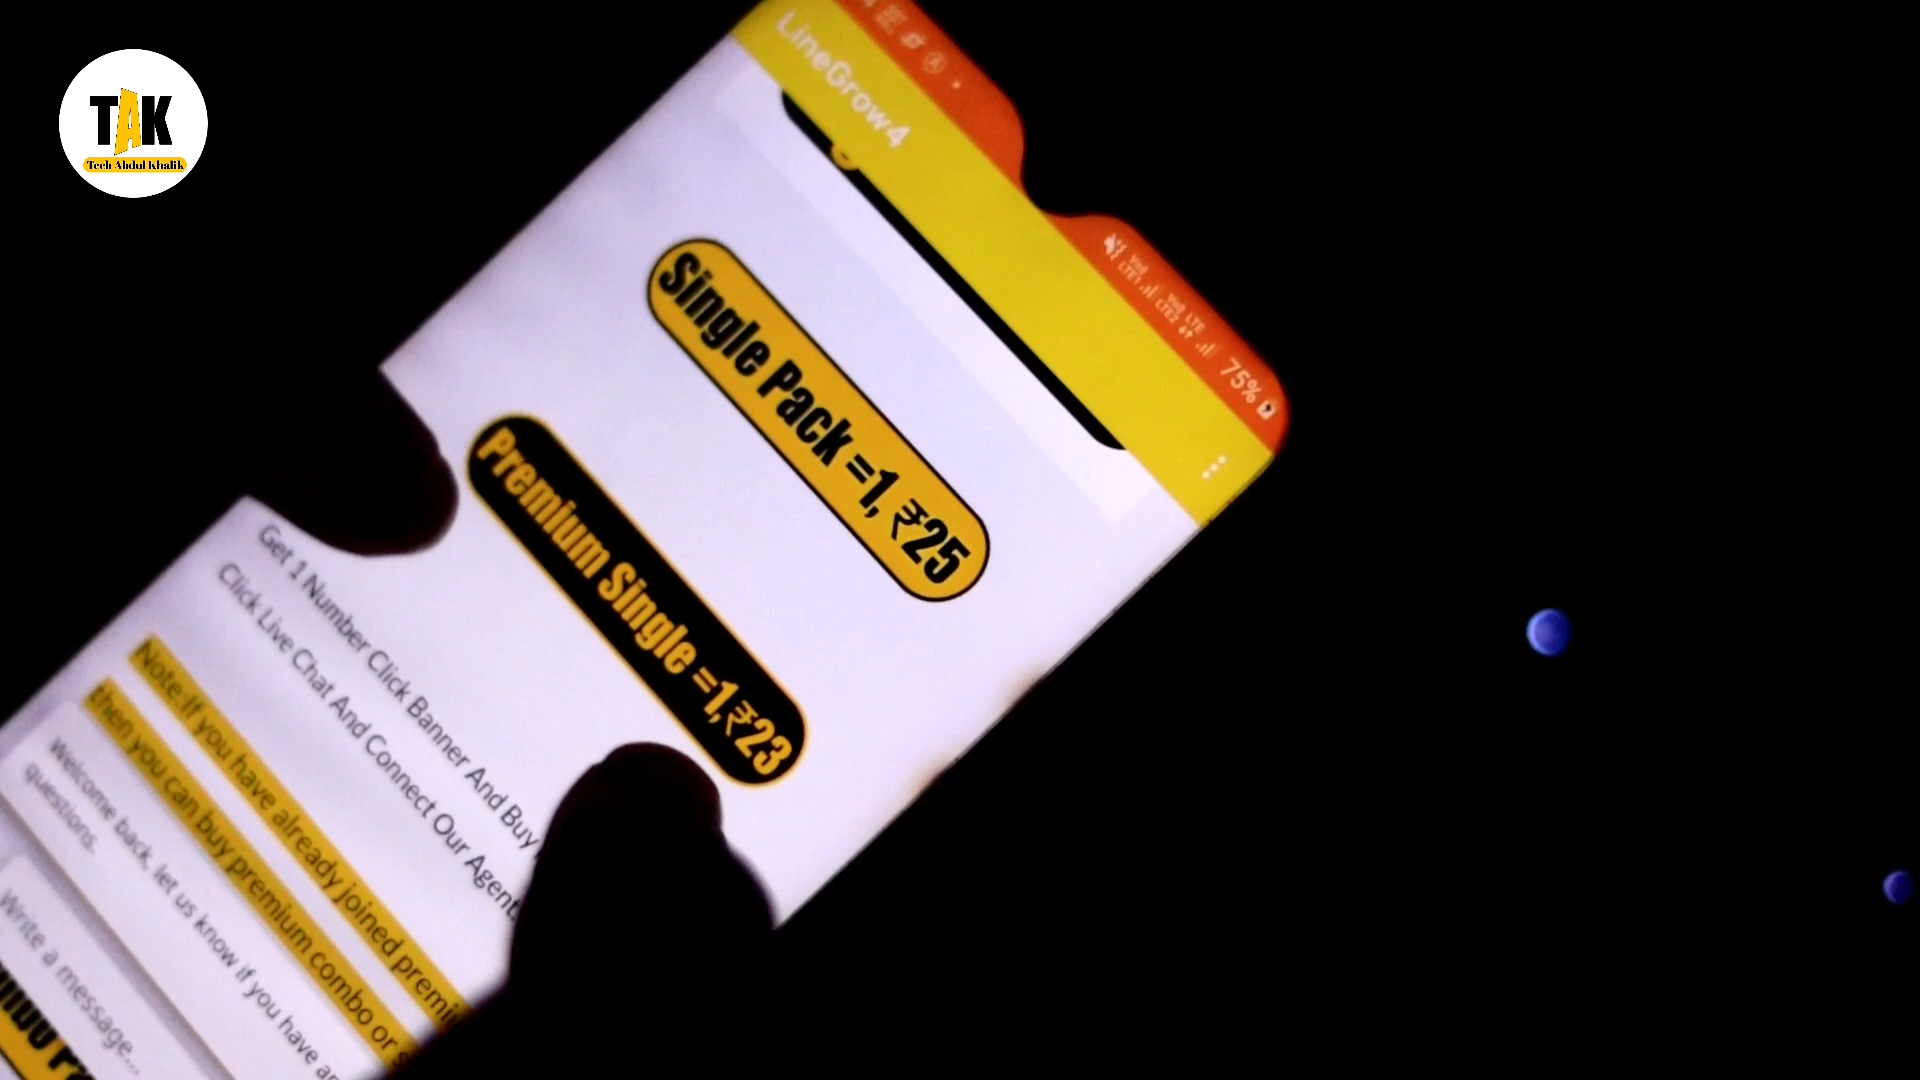 TAK
Tech Abdul Khalik
LineGrow4
75%
Single Pack =1, ₹25
Premium Single =1,₹23
Get 1 Number Click Banner And Buy
Click Live Chat And Connect Our Agent
Note:If you have already joined
then you can buy premium combo or
Welcome back, let us know if you have
questions.
Write a message...